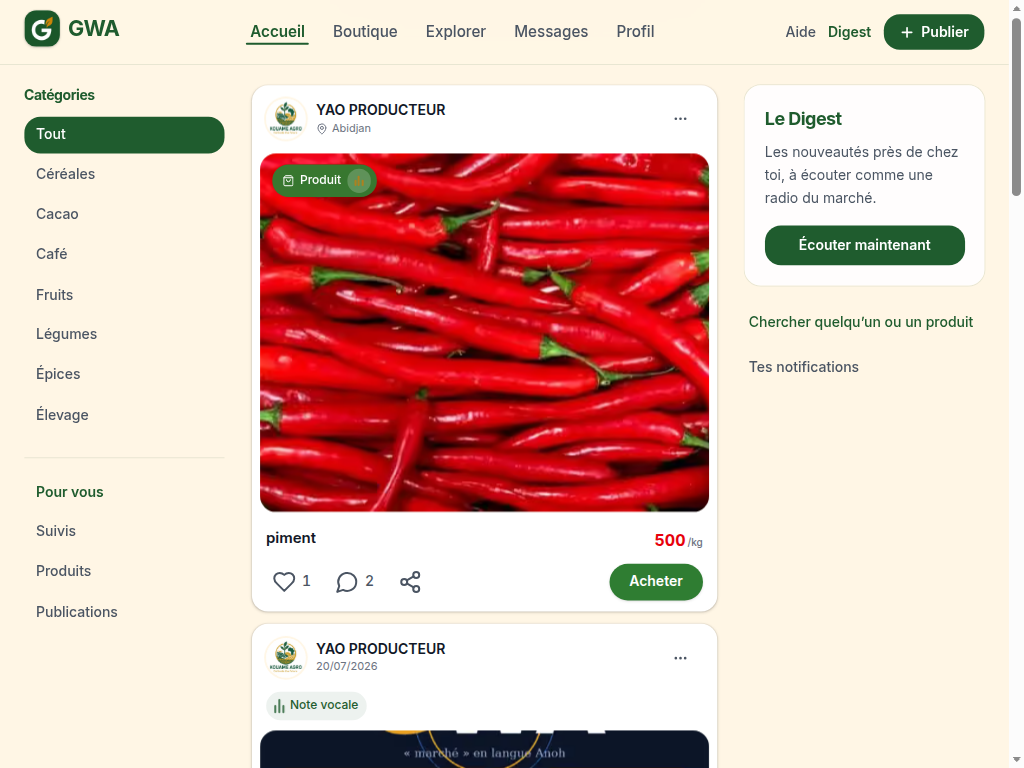 GWA
Accueil
Boutique
Explorer
Messages
Profil
Aide
Digest
Publier
Catégories
Tout
Céréales
Cacao
Café
Fruits
Légumes
Épices
Élevage
Pour vous
Suivis
Produits
Publications
YAO PRODUCTEUR
Abidjan
Produit
piment
500 /kg
1
2
Acheter
YAO PRODUCTEUR
20/07/2026
Note vocale
« marché » en langue Anoh
Le Digest
Les nouveautés près de chez
toi, à écouter comme une
radio du marché.
Écouter maintenant
Chercher quelqu'un ou un produit
Tes notifications